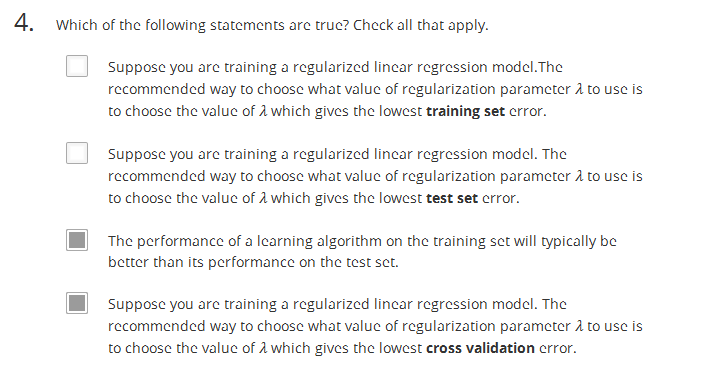 4. Which of the following statements are true? Check all that apply.
Suppose you are training a regularized linear regression model.The
recommended way to choose what value of regularization parameter λ to use is
to choose the value of λ which gives the lowest training set error.
Suppose you are training a regularized linear regression model. The
recommended way to choose what value of regularization parameter λ to use is
to choose the value of λ which gives the lowest test set error.
The performance of a learning algorithm on the training set will typically be
better than its performance on the test set.
Suppose you are training a regularized linear regression model. The
recommended way to choose what value of regularization parameter λ to use is
to choose the value of λ which gives the lowest cross validation error.